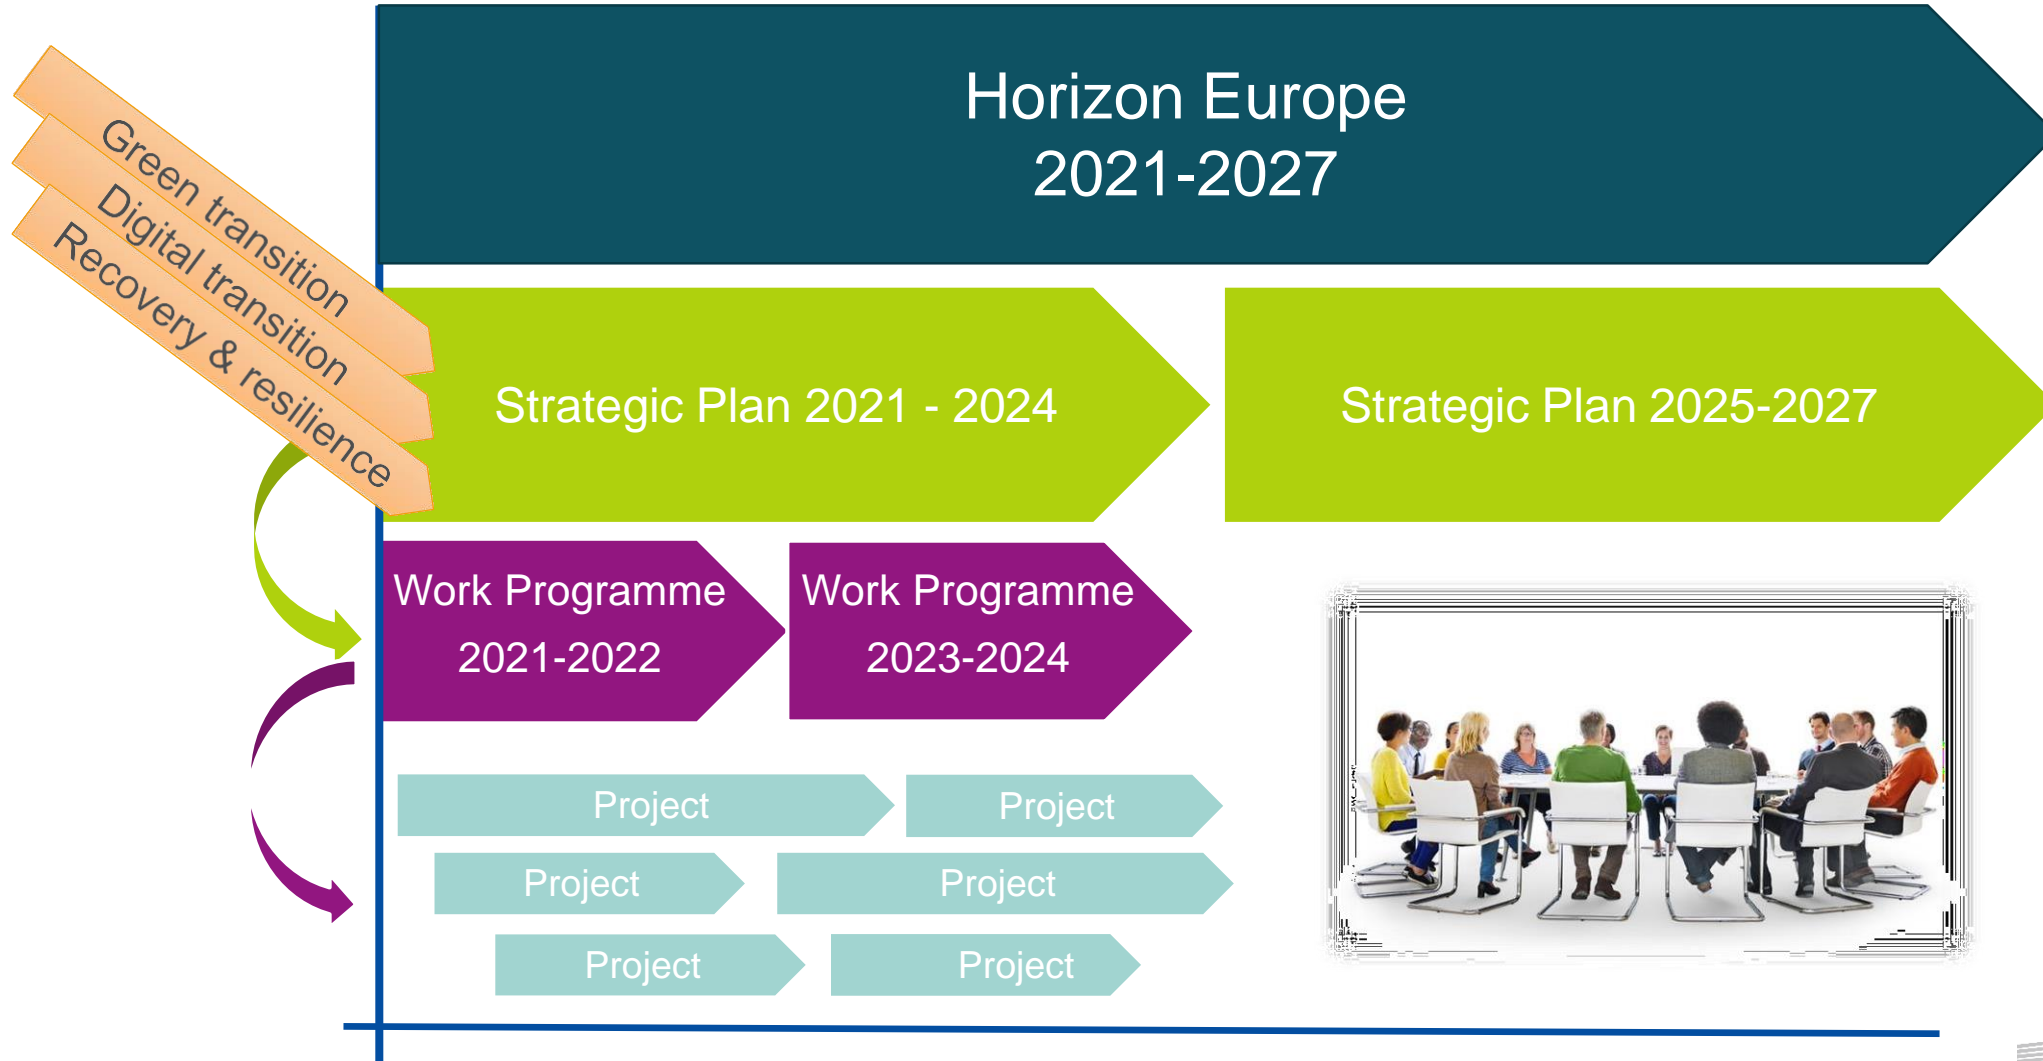 Horizon Europe
2021-2027
Green transition
Digital transition
Recovery & resilience
Strategic Plan 2021 - 2024
Strategic Plan 2025-2027
Work Programme
2021-2022
Work Programme
2023-2024
Project
Project
Project
Project
Project
Project